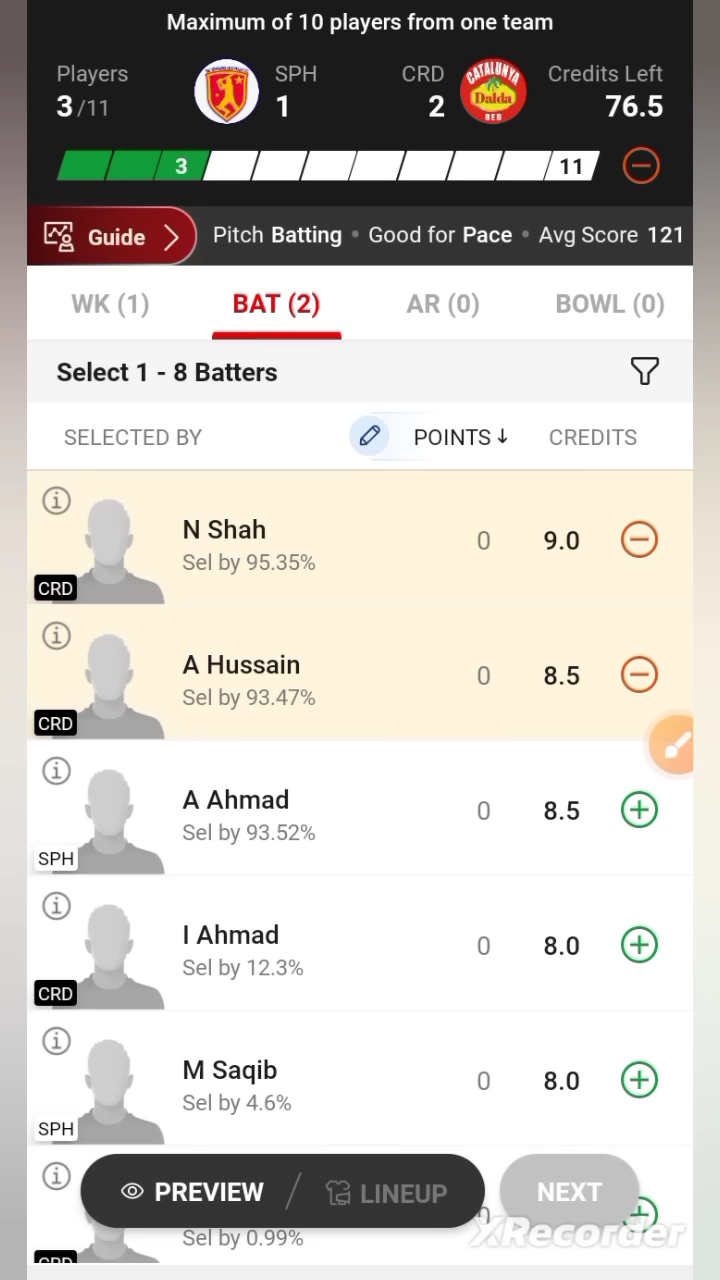 Maximum of 10 players from one team
Players SPH CRD Credits Left
3/11 1 2 76.5
CATALUNYA
Dalda
RED
3 11
Guide Pitch Batting • Good for Pace • Avg Score 121
WK (1) BAT (2) AR (0) BOWL (0)
Select 1 - 8 Batters
SELECTED BY POINTS↓ CREDITS
N Shah
Sel by 95.35% 0 9.0
CRD
A Hussain
Sel by 93.47% 0 8.5
CRD
A Ahmad
Sel by 93.52% 0 8.5
SPH
I Ahmad
Sel by 12.3% 0 8.0
CRD
M Saqib
Sel by 4.6% 0 8.0
SPH
PREVIEW / LINEUP NEXT
Sel by 0.99% 0
CRD
XRecorder